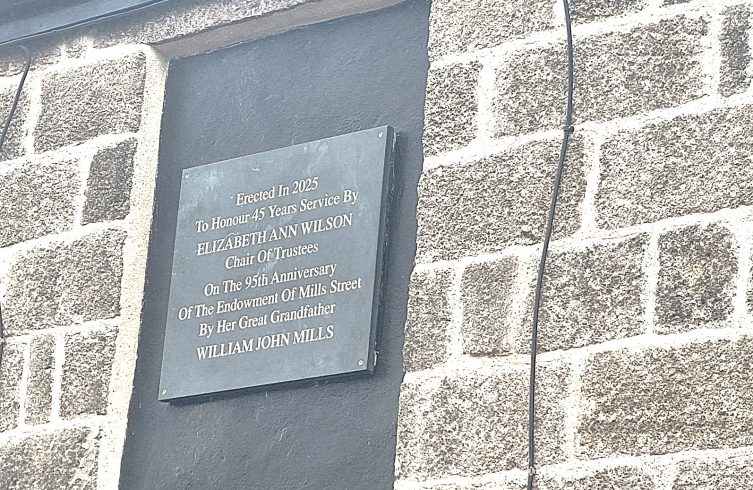 Erected In 2025
To Honour 45 Years Service By
ELIZABETH ANN WILSON
Chair Of Trustees
On The 95th Anniversary
Of The Endowment Of Mills Street
By Her Great Grandfather
WILLIAM JOHN MILLS